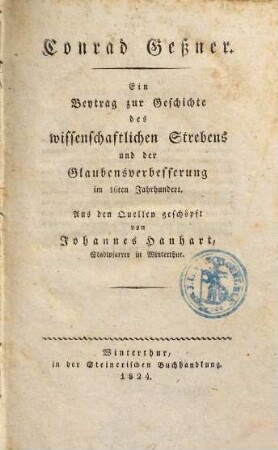 Conrad Geßner.
Ein
Beytrag zur Geschichte
des
wissenschaftlichen Strebens
und der
Glaubensverbesserung
im 16ten Jahrhundert.
Aus den Quellen geschöpft
von
Johannes Hanhart,
Stadtpfarrer in Winterthur.
Winterthur,
in der Steinerischen Buchhandlung.
1824.